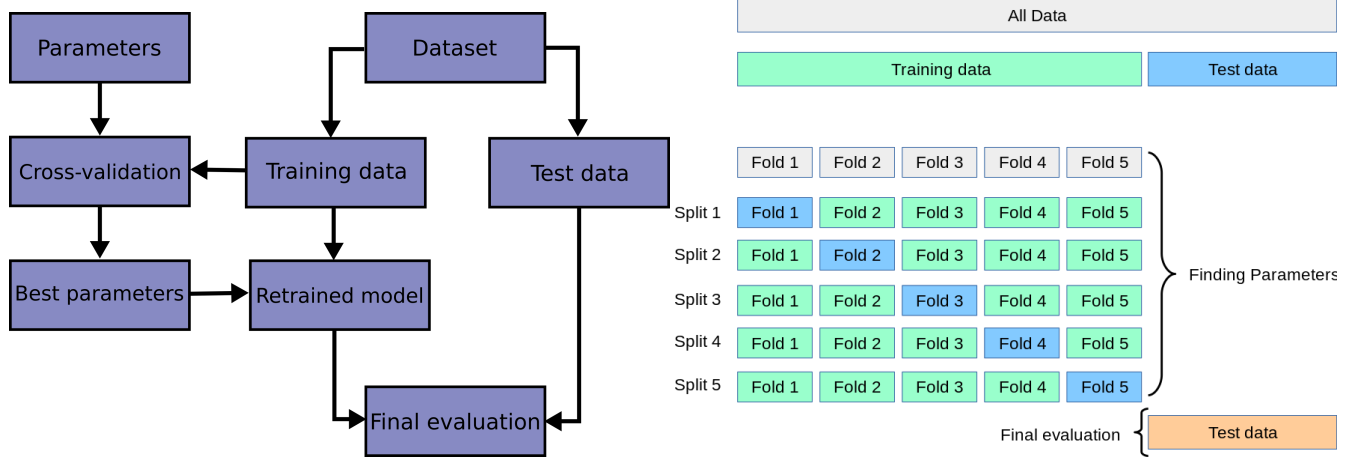 Parameters
Dataset
Cross-validation
Training data
Test data
Best parameters
Retrained model
Final evaluation
All Data
Training data
Test data
Fold 1 Fold 2 Fold 3 Fold 4 Fold 5
Split 1 Fold 1 Fold 2 Fold 3 Fold 4 Fold 5
Split 2 Fold 1 Fold 2 Fold 3 Fold 4 Fold 5
Finding Parameters
Split 3 Fold 1 Fold 2 Fold 3 Fold 4 Fold 5
Split 4 Fold 1 Fold 2 Fold 3 Fold 4 Fold 5
Split 5 Fold 1 Fold 2 Fold 3 Fold 4 Fold 5
Final evaluation
Test data